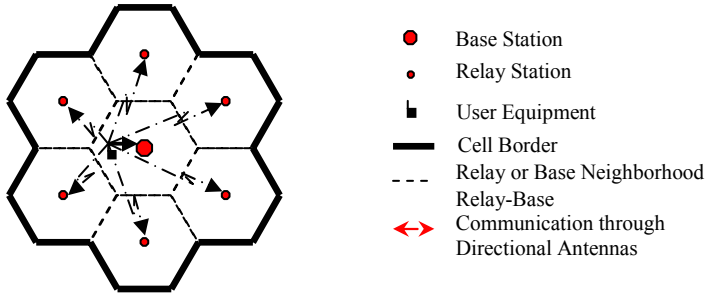 Base Station
Relay Station
User Equipment
Cell Border
Relay or Base Neighborhood
Relay-Base
Communication through
Directional Antennas